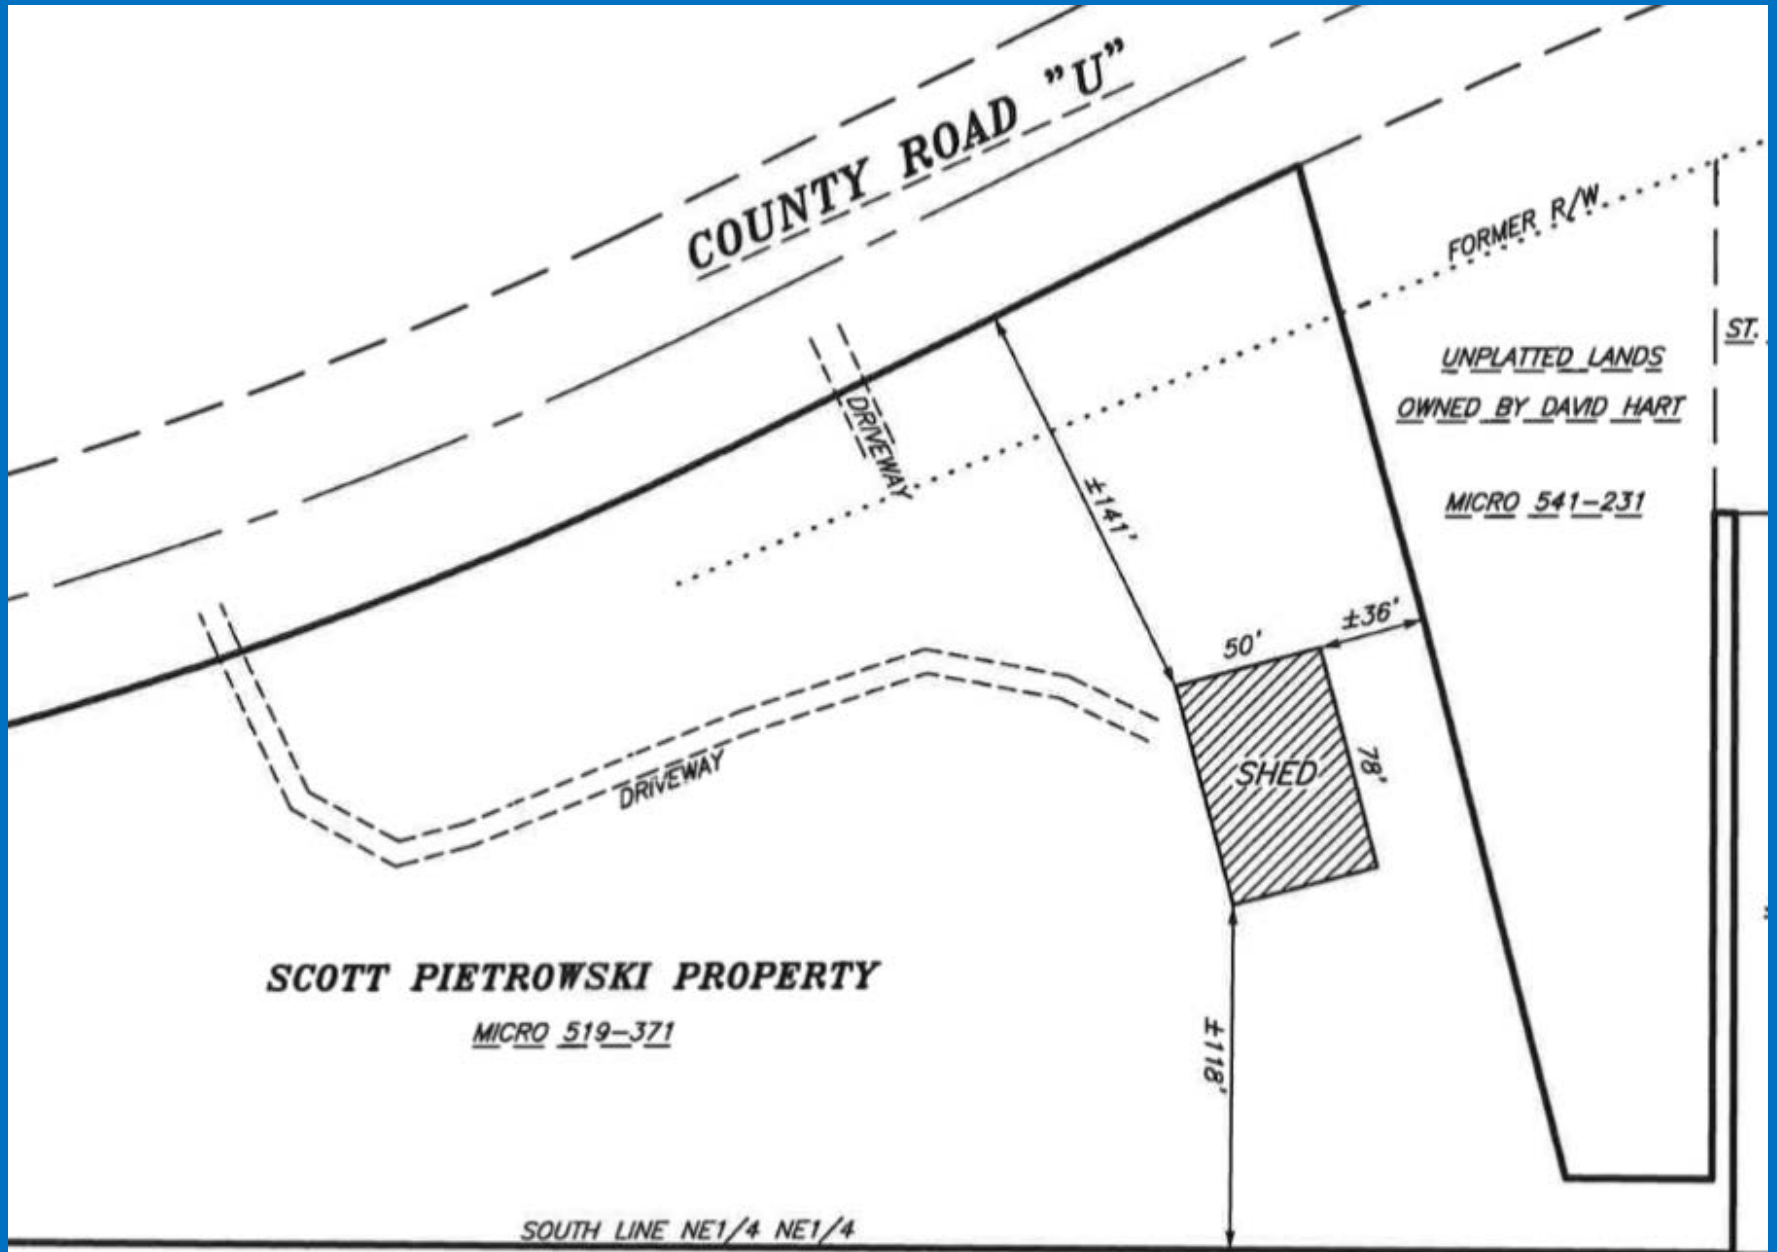 COUNTY ROAD "U"
FORMER R/W
ST.
UNPLATTED LANDS
OWNED BY DAVID HART
MICRO 541-231
DRIVEWAY
±141'
±36'
50'
78'
SHED
DRIVEWAY
SCOTT PIETROWSKI PROPERTY
MICRO 519-371
±118'
SOUTH LINE NE1/4 NE1/4